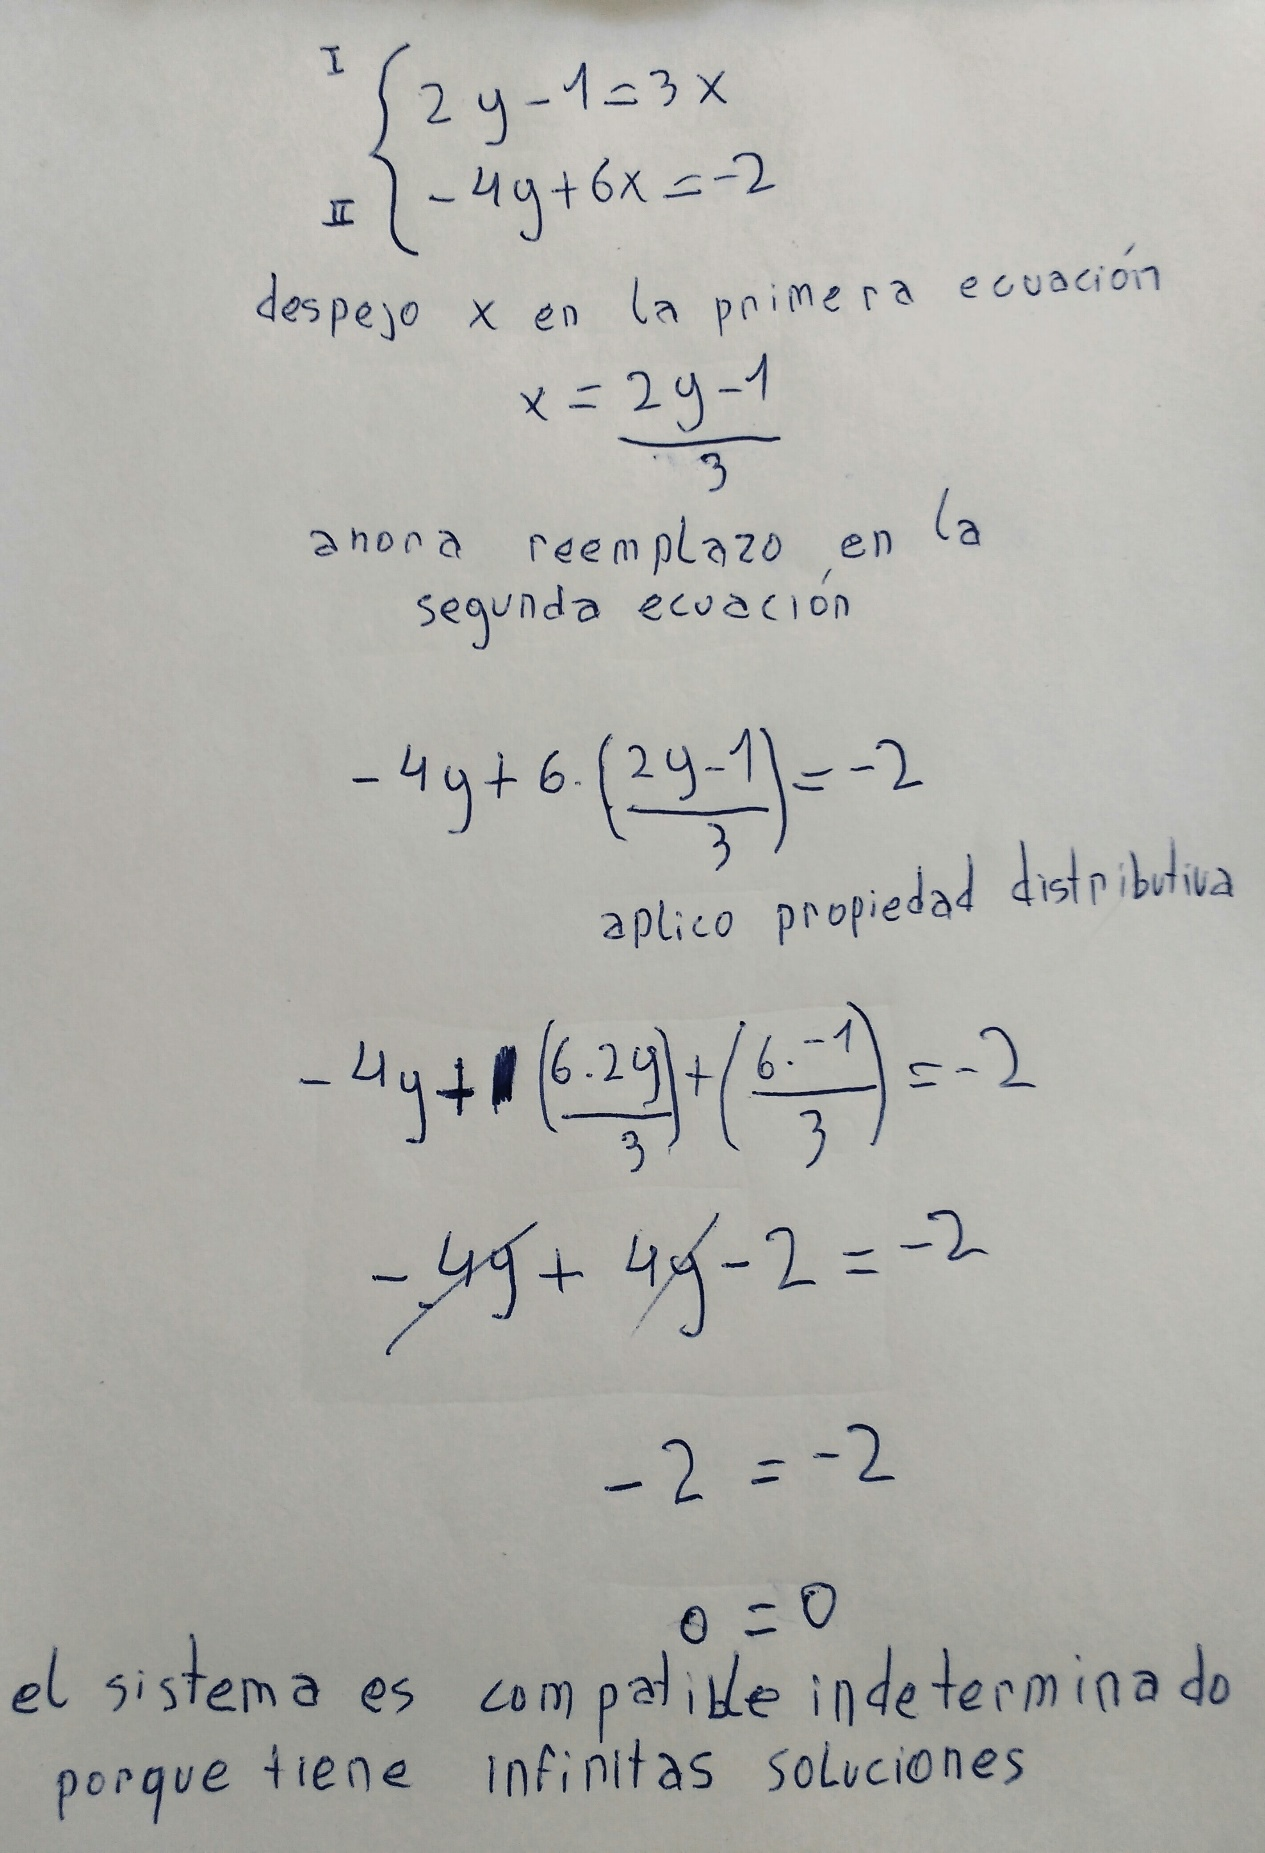 I { 2y-1=3x
II { -4y+6x=-2
despejo x en la primera ecuación
x = (2y-1)/3
ahora reemplazo en la
segunda ecuación
-4y+6.((2y-1)/3)=-2
aplico propiedad distributiva
-4y+((6.2y)/3)+((6.-1)/3)=-2
-4y+4y-2=-2
-2=-2
0=0
el sistema es compatible indeterminado
porque tiene infinitas soluciones